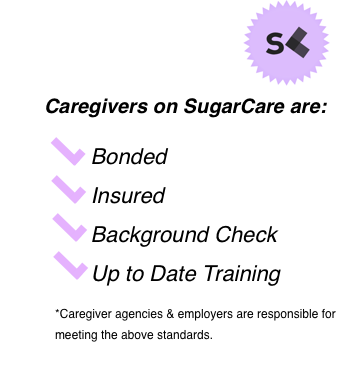 S
Caregivers on SugarCare are:
Bonded
Insured
Background Check
Up to Date Training
*Caregiver agencies & employers are responsible for
meeting the above standards.